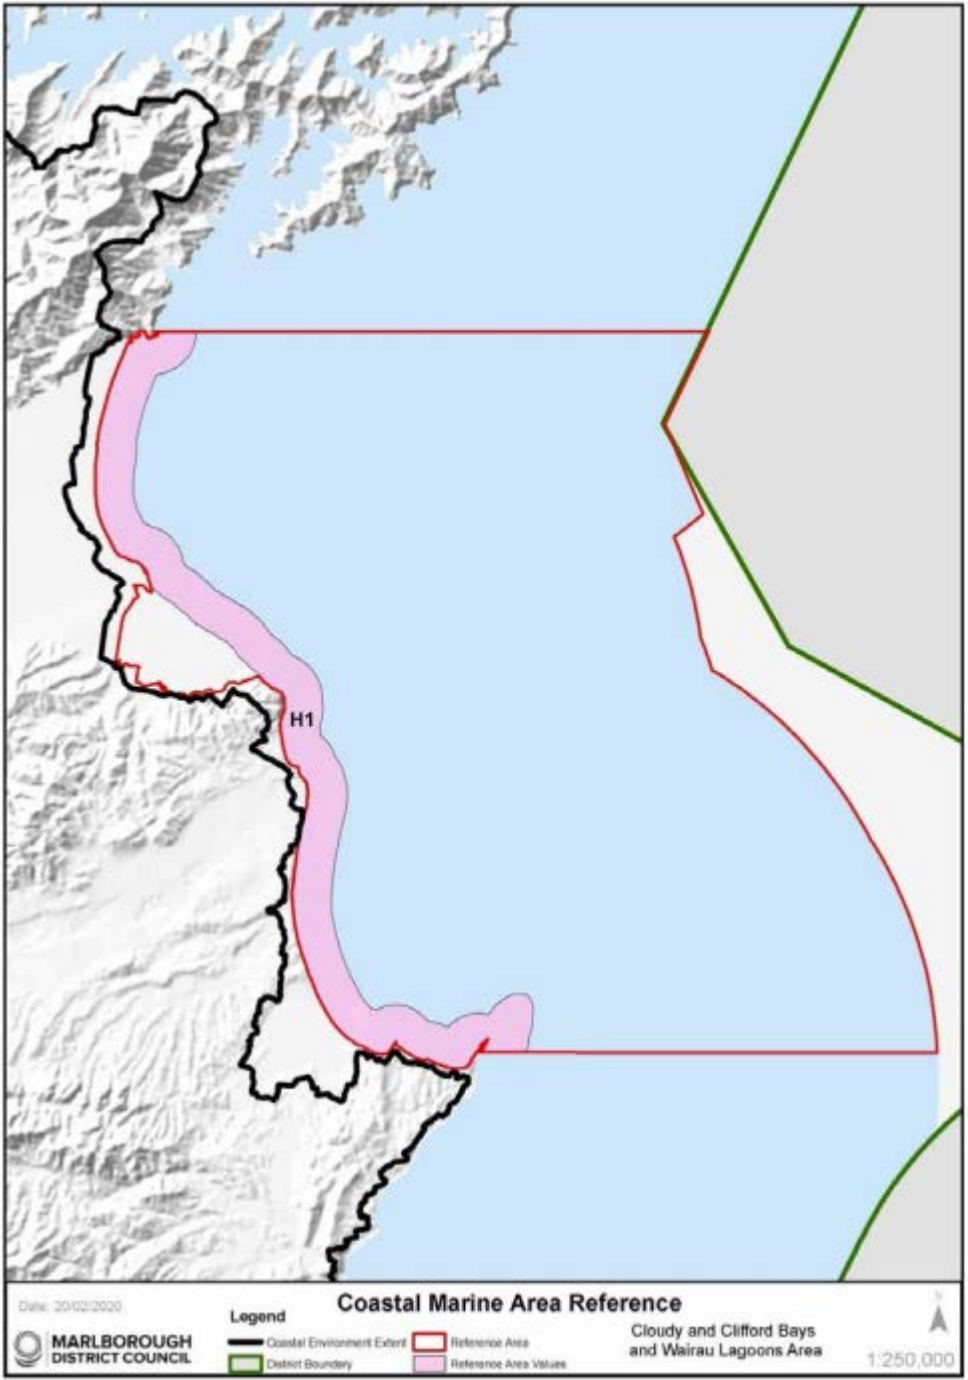 H1
Date: 20/02/2020
Coastal Marine Area Reference
Legend
MARLBOROUGH
DISTRICT COUNCIL
Coastal Environment Extent
Reference Area
District Boundary
Reference Area Values
Cloudy and Clifford Bays
and Wairau Lagoons Area
N
1:250,000